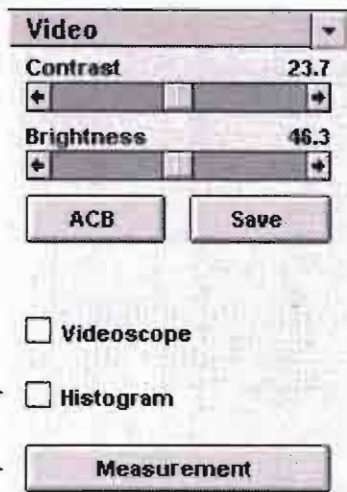 Video
Contrast 23.7
Brightness 46.3
ACB Save
Videoscope
Histogram
Measurement